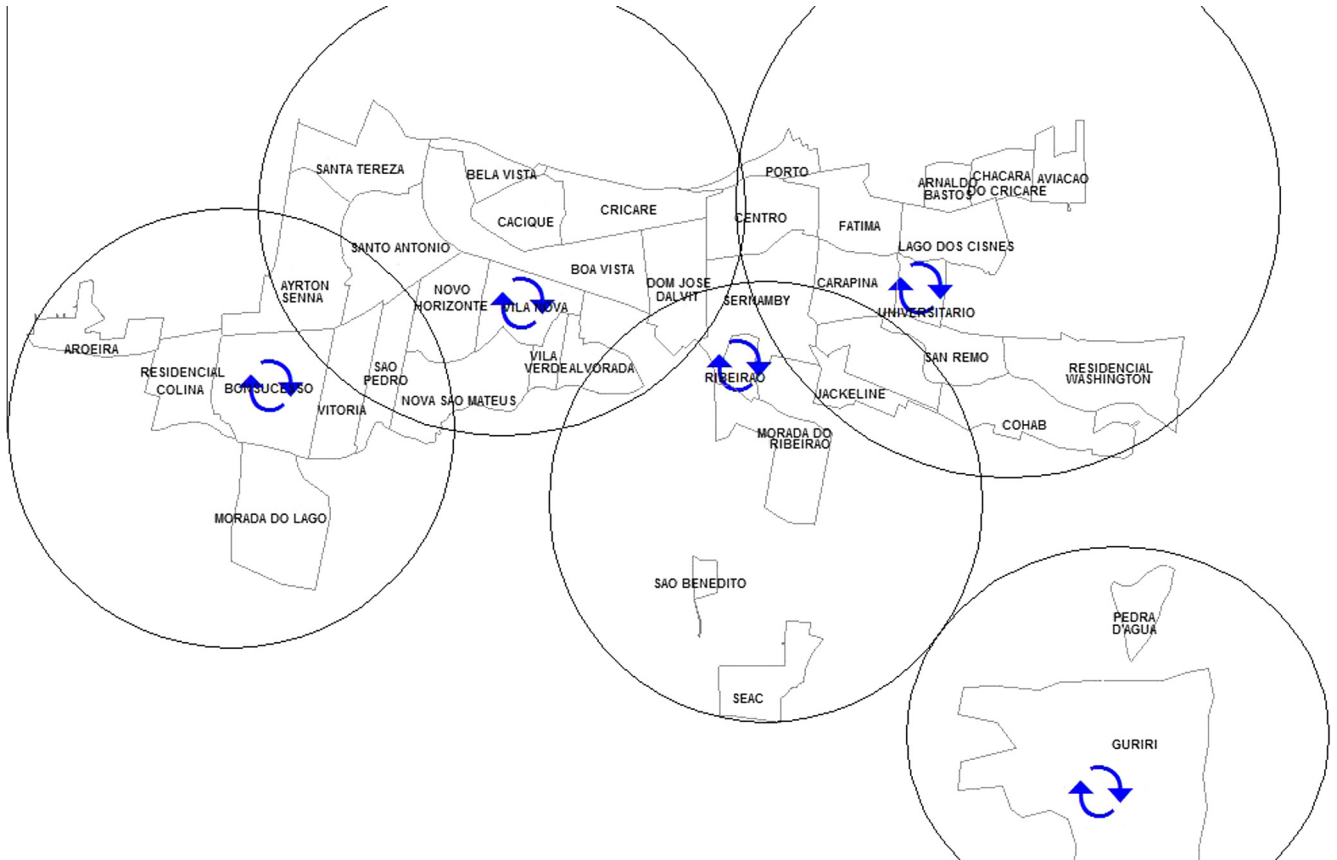 SANTA TEREZA
BELA VISTA
CACIQUE
CRICARE
PORTO
CENTRO
FATIMA
ARNALDO
BASTOS
CHACARA
DO CRICARE
AVIACAO
LAGO DOS CISNES
SANTO ANTONIO
BOA VISTA
AYRTON
SENNA
NOVO
HORIZONTE
VILA NOVA
DOM JOSE
DALVIT
SERNAMBY
CARAPINA
UNIVERSITARIO
AROEIRA
RESIDENCIAL
COLINA
BONSUCESSO
VITORIA
SAO
PEDRO
NOVA SAO MATEUS
VILA
VERDE
ALVORADA
RIBEIRAO
JACKELINE
SAN REMO
RESIDENCIAL
WASHINGTON
COHAB
MORADA DO
RIBEIRAO
MORADA DO LAGO
SAO BENEDITO
SEAC
PEDRA
D'AGUA
GURIRI